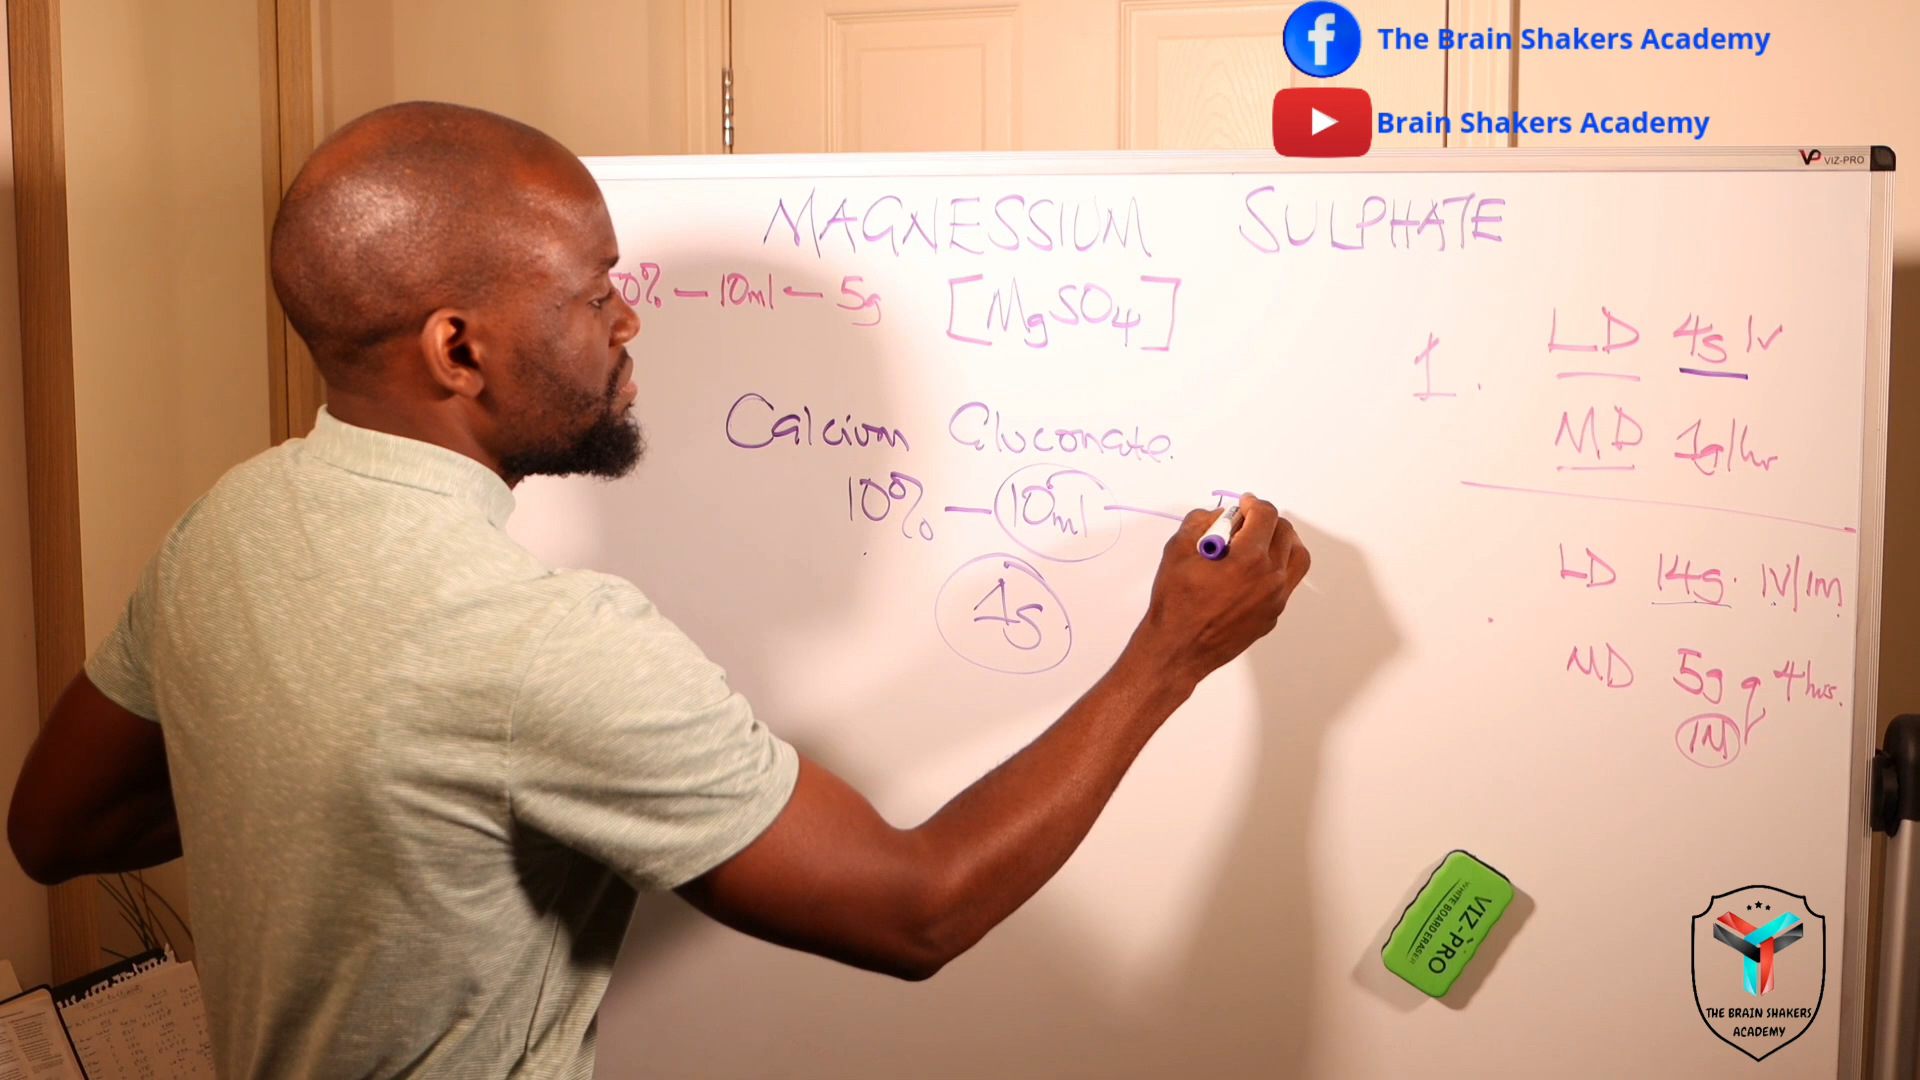 The Brain Shakers Academy
Brain Shakers Academy
VIZ-PRO
MAGNESSIUM SULPHATE
0% - 10ml - 5g [MgSO4]
1. LD 4g IV
MD 1g/hr
Calcium Gluconate.
10% - 10ml
1g
LD 14g. IV/IM
MD 5g q 4hrs.
IM
VIZ-PRO
WHITE BOARD ERASER
THE BRAIN SHAKERS
ACADEMY